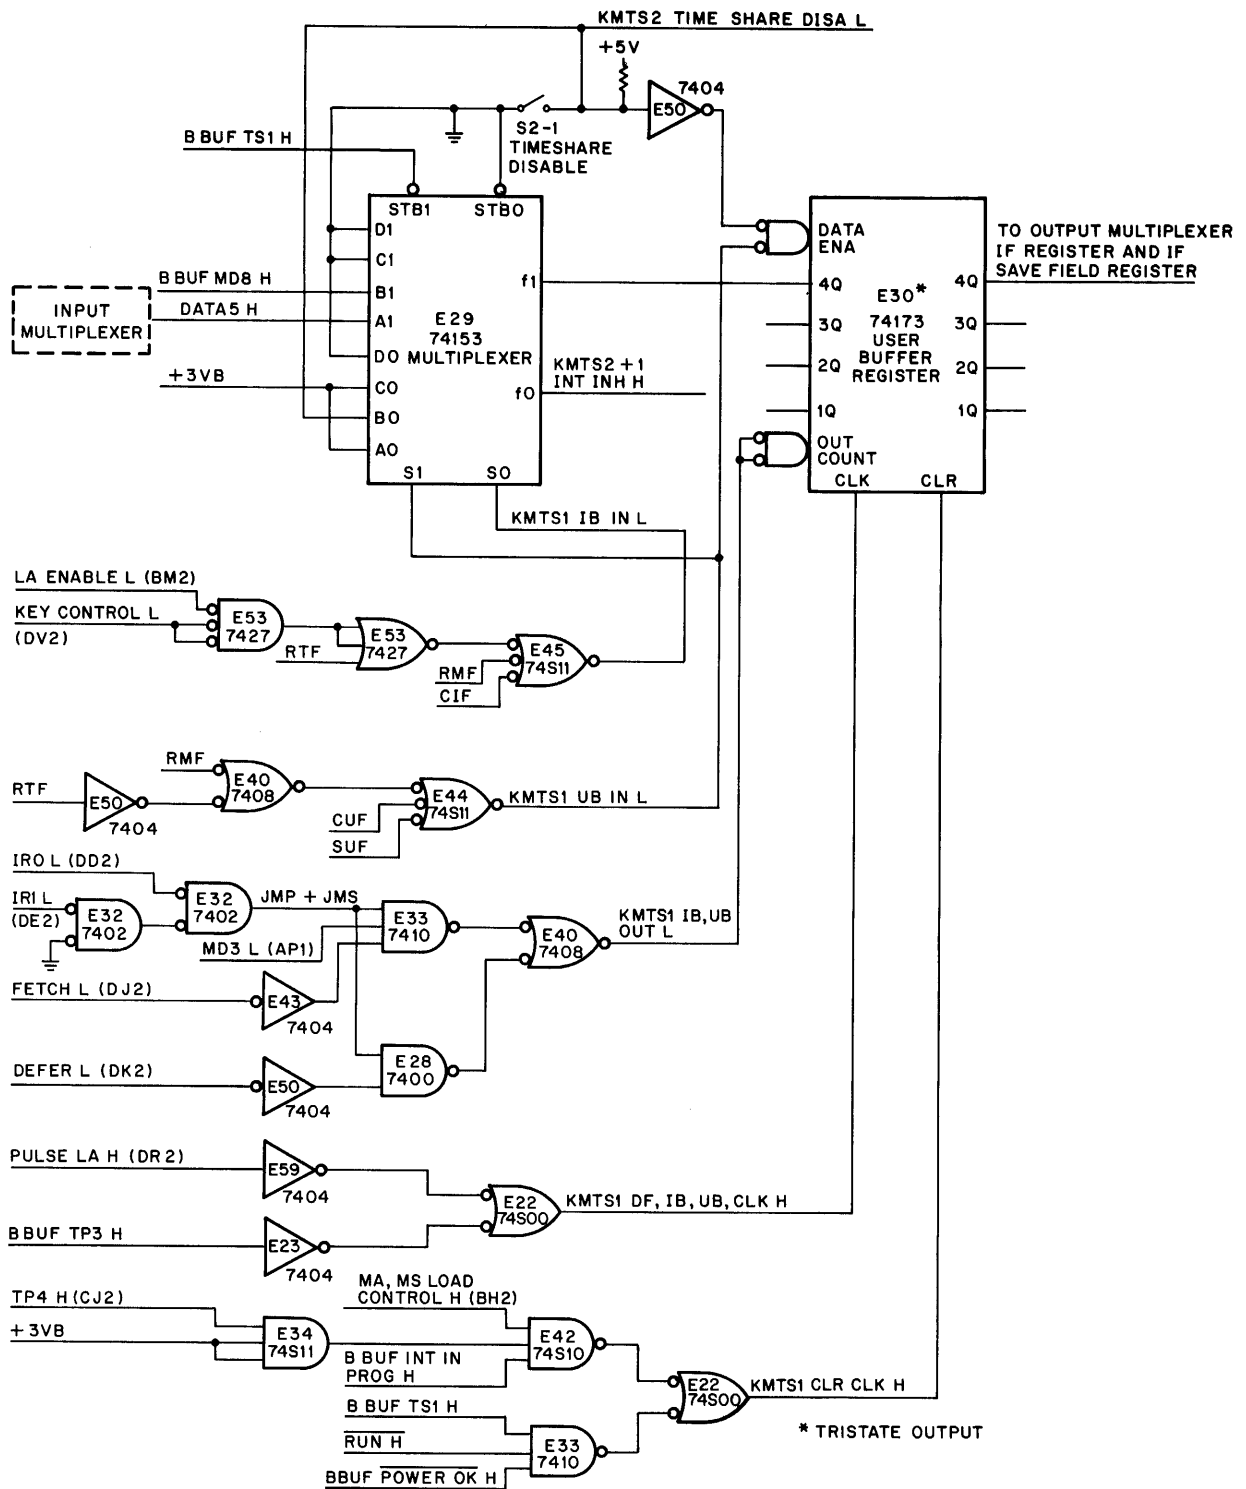 KMTS2 TIME SHARE DISA L
+5V
7404
E50
S2-1
TIMESHARE
DISABLE
B BUF TS1 H
STB1
STB0
D1
C1
B BUF MD8 H
B1
INPUT
MULTIPLEXER
DATA5 H
A1
D0
+3VB
C0
B0
A0
E29
74153
MULTIPLEXER
f1
f0
S1
S0
KMTS2+1
INT INH H
KMTS1 IB IN L
DATA
ENA
4Q
3Q
2Q
1Q
E30*
74173
USER
BUFFER
REGISTER
4Q
3Q
2Q
1Q
OUT
COUNT
CLK
CLR
TO OUTPUT MULTIPLEXER
IF REGISTER AND IF
SAVE FIELD REGISTER
LA ENABLE L (BM2)
KEY CONTROL L
(DV2)
E53
7427
RTF
E53
7427
RMF
CIF
E45
74S11
RTF
E50
7404
RMF
E40
7408
CUF
SUF
E44
74S11
KMTS1 UB IN L
IRO L (DD2)
IR1 L
(DE2)
E32
7402
E32
7402
JMP + JMS
MD3 L (AP1)
E33
7410
KMTS1 IB, UB
OUT L
E40
7408
FETCH L (DJ2)
E43
7404
DEFER L (DK2)
E50
7404
E28
7400
PULSE LA H (DR2)
E59
7404
B BUF TP3 H
E23
7404
E22
74S00
KMTS1 DF, IB, UB, CLK H
TP4 H (CJ2)
+3VB
E34
74S11
MA, MS LOAD
CONTROL H (BH2)
B BUF INT IN
PROG H
E42
74S10
B BUF TS1 H
RUN H
BBUF POWER OK H
E33
7410
E22
74S00
KMTS1 CLR CLK H
* TRISTATE OUTPUT